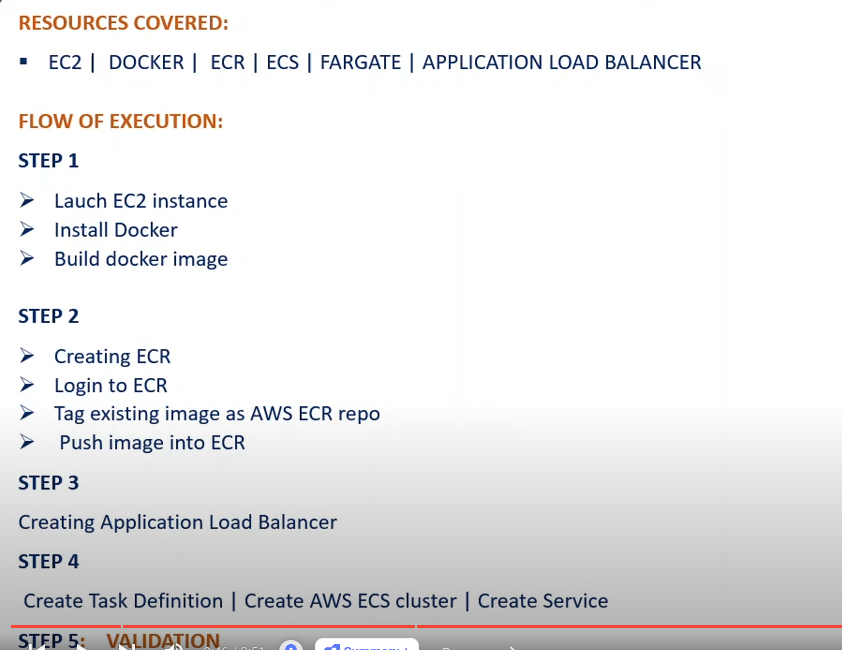 RESOURCES COVERED:
▪ EC2 | DOCKER | ECR | ECS | FARGATE | APPLICATION LOAD BALANCER
FLOW OF EXECUTION:
STEP 1
➢ Lauch EC2 instance
➢ Install Docker
➢ Build docker image
STEP 2
➢ Creating ECR
➢ Login to ECR
➢ Tag existing image as AWS ECR repo
➢ Push image into ECR
STEP 3
Creating Application Load Balancer
STEP 4
Create Task Definition | Create AWS ECS cluster | Create Service
STEP 5: VALIDATION